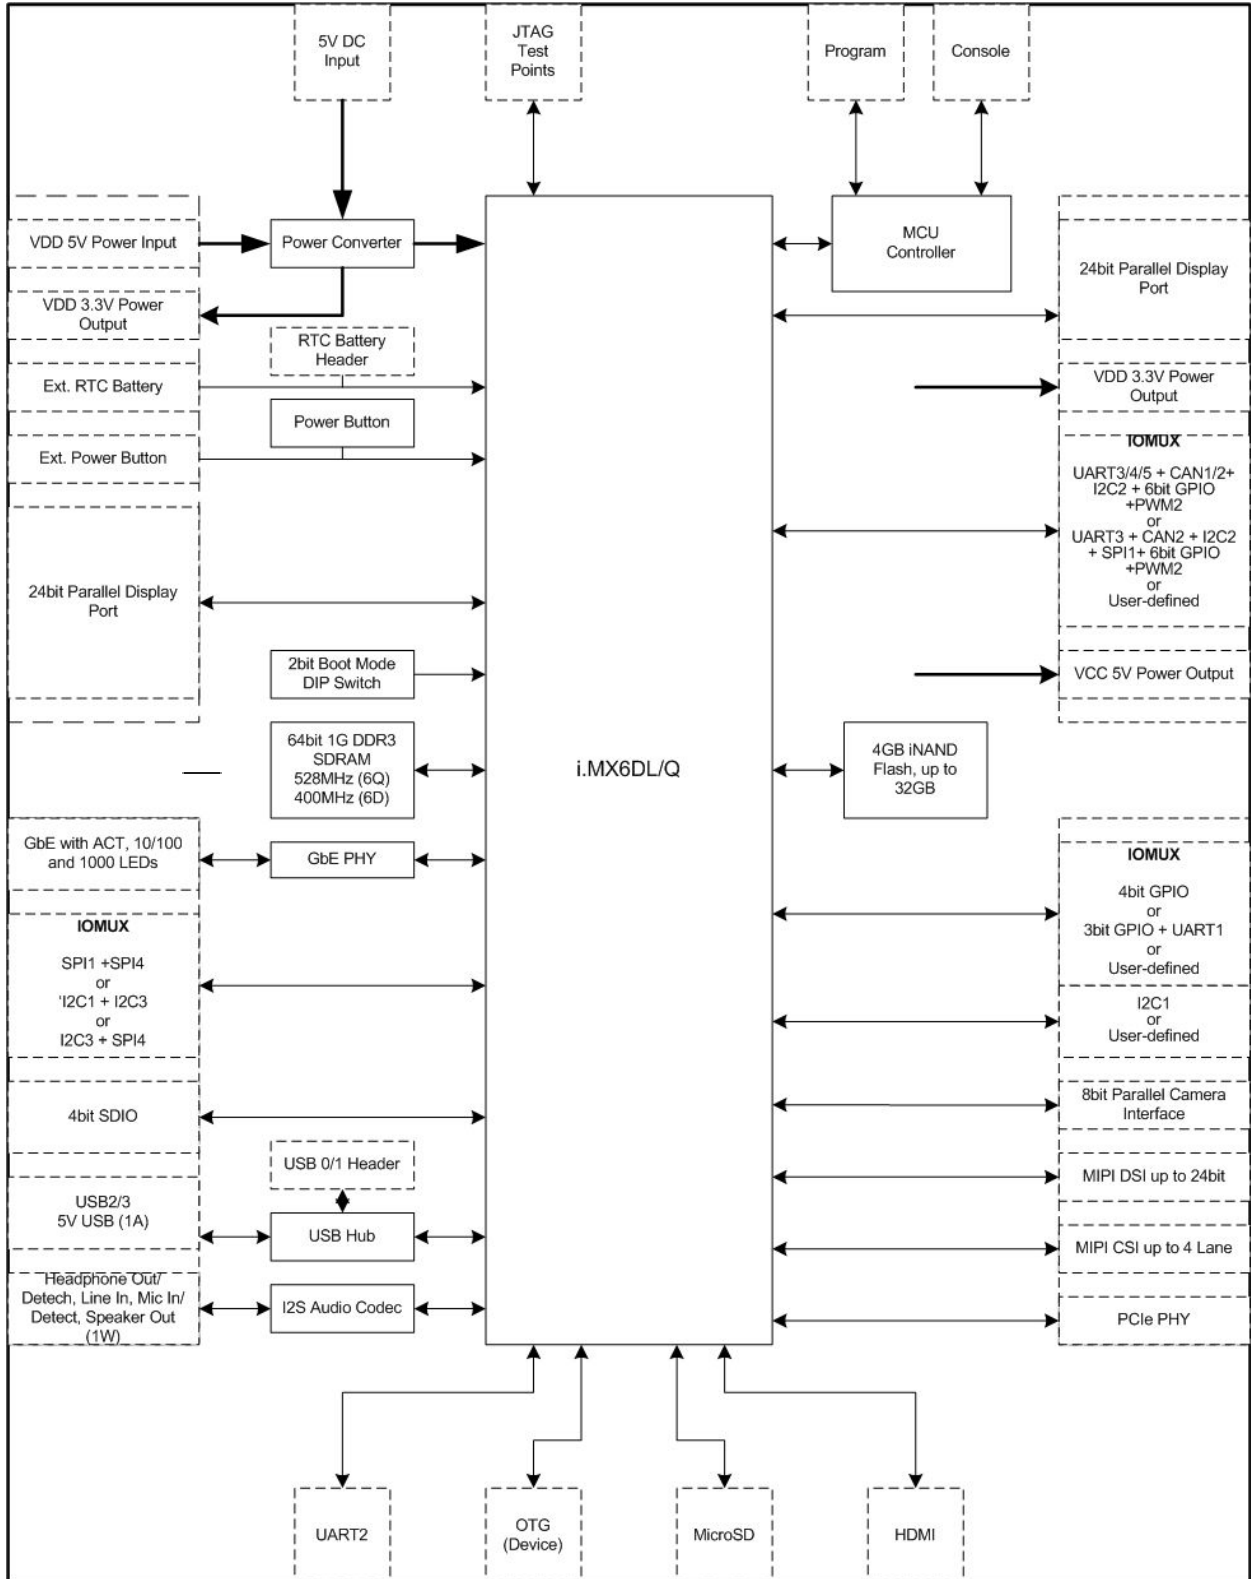 5V DC
Input
JTAG
Test
Points
Program
Console
VDD 5V Power Input
Power Converter
MCU
Controller
24bit Parallel Display
Port
VDD 3.3V Power
Output
RTC Battery
Header
Ext. RTC Battery
VDD 3.3V Power
Output
Power Button
Ext. Power Button
IOMUX
UART3/4/5 + CAN1/2+
I2C2 + 6bit GPIO
+PWM2
or
UART3 + CAN2 + I2C2
+ SPI1+ 6bit GPIO
+PWM2
or
User-defined
24bit Parallel Display
Port
2bit Boot Mode
DIP Switch
VCC 5V Power Output
64bit 1G DDR3
SDRAM
528MHz (6Q)
400MHz (6D)
i.MX6DL/Q
4GB iNAND
Flash, up to
32GB
GbE with ACT, 10/100
and 1000 LEDs
GbE PHY
IOMUX
4bit GPIO
or
3bit GPIO + UART1
or
User-defined
IOMUX
SPI1 +SPI4
or
'I2C1 + I2C3
or
I2C3 + SPI4
I2C1
or
User-defined
4bit SDIO
8bit Parallel Camera
Interface
USB 0/1 Header
MIPI DSI up to 24bit
USB2/3
5V USB (1A)
USB Hub
MIPI CSI up to 4 Lane
Headphone Out/
Detech, Line In, Mic In/
Detect, Speaker Out
(1W)
I2S Audio Codec
PCIe PHY
UART2
OTG
(Device)
MicroSD
HDMI